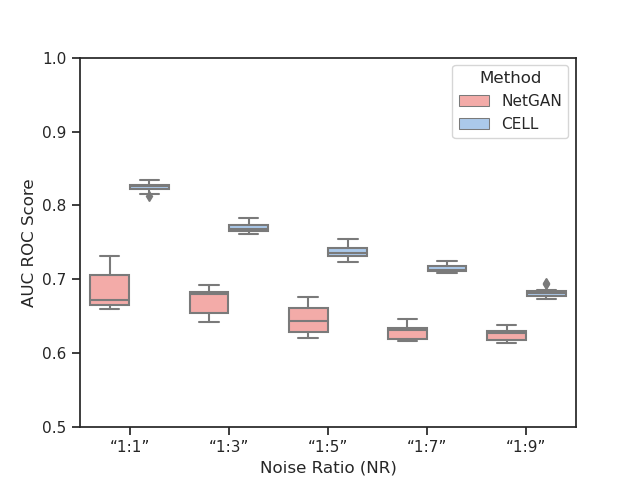 Method
NetGAN
CELL
AUC ROC Score
1.0
0.9
0.8
0.7
0.6
0.5
“1:1” “1:3” “1:5” “1:7” “1:9”
Noise Ratio (NR)